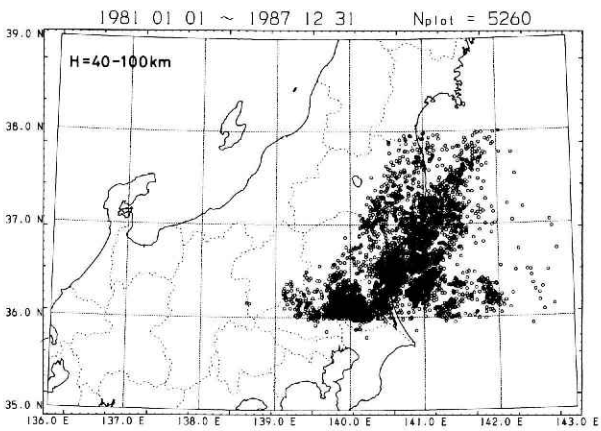 1981 01 01 ~ 1987 12 31 Nplot = 5260
39.0 N
H=40-100km
38.0 N
37.0 N
36.0 N
35.0 N
136.0 E 137.0 E 138.0 E 139.0 E 140.0 E 141.0 E 142.0 E 143.0 E